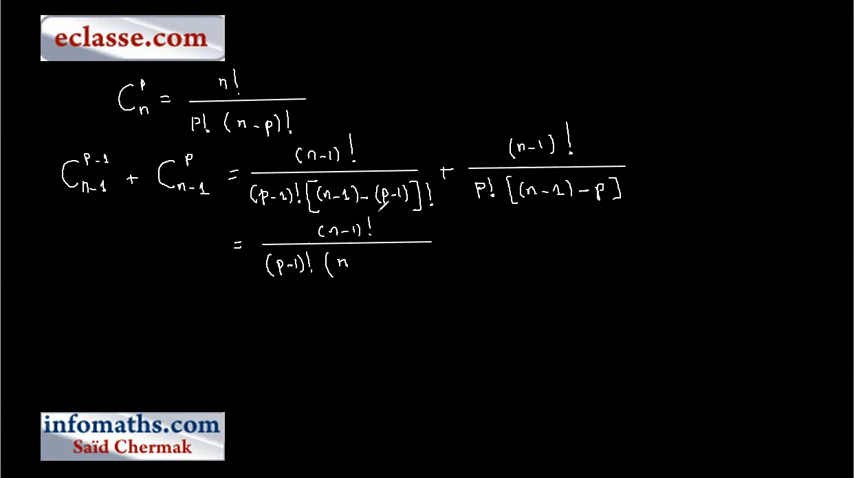 eclasse.com
C_n^p = n! / P! (n-p)!
C_{n-1}^{p-1} + C_{n-1}^p = (n-1)! / (p-1)! [(n-1)-(p-1)]! + (n-1)! / P! [(n-1)-p]
= (n-1)! / (p-1)! (n
infomaths.com
Saïd Chermak